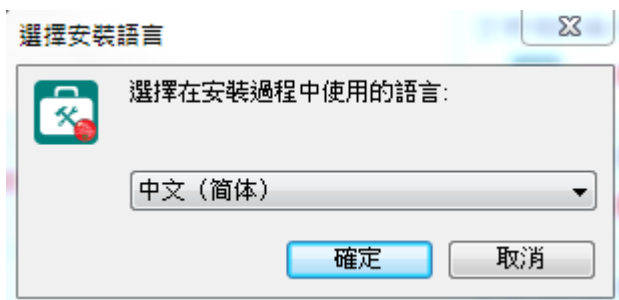 選擇安裝語言
選擇在安裝過程中使用的語言:
中文（简体）
確定
取消